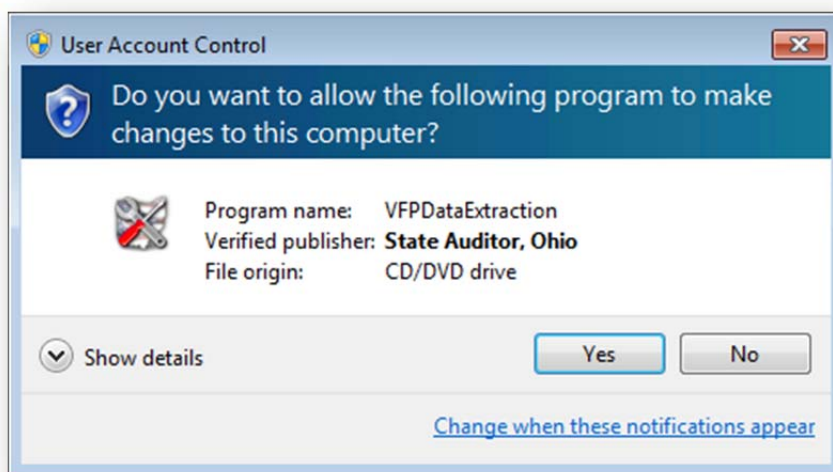 User Account Control
Do you want to allow the following program to make
changes to this computer?
Program name: VFPDataExtraction
Verified publisher: State Auditor, Ohio
File origin: CD/DVD drive
Show details
Yes No
Change when these notifications appear